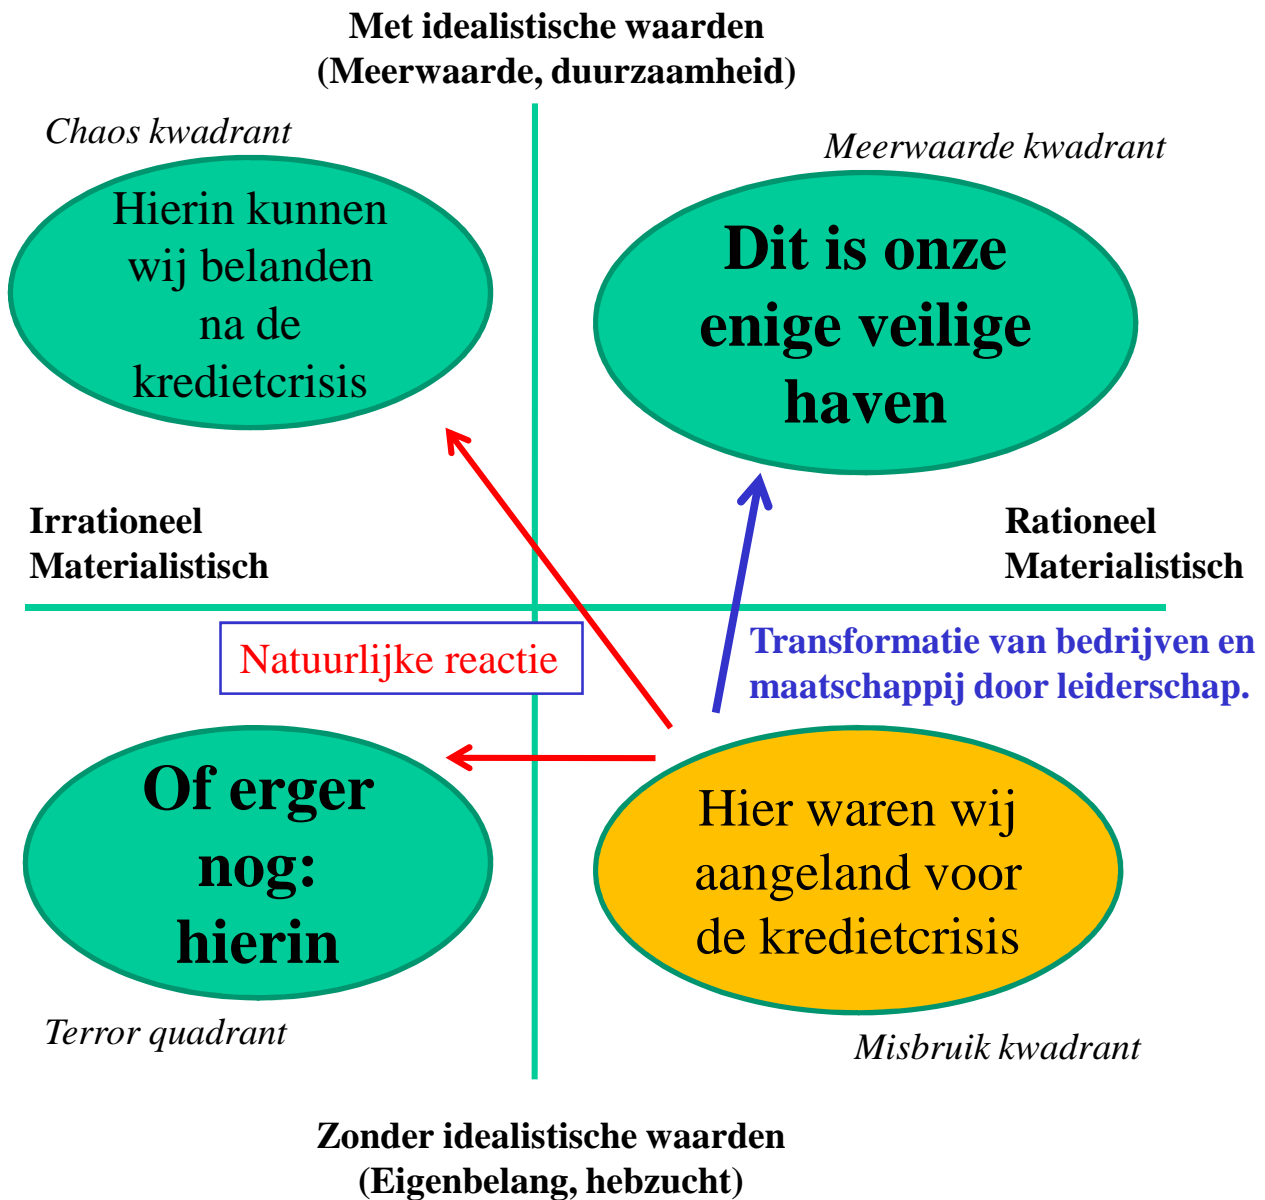 Met idealistische waarden
(Meerwaarde, duurzaamheid)
Chaos kwadrant
Hierin kunnen
wij belanden
na de
kredietcrisis
Meerwaarde kwadrant
Dit is onze
enige veilige
haven
Irrationeel
Materialistisch
Rationeel
Materialistisch
Natuurlijke reactie
Transformatie van bedrijven en
maatschappij door leiderschap.
Of erger
nog:
hierin
Terror quadrant
Hier waren wij
aangeland voor
de kredietcrisis
Misbruik kwadrant
Zonder idealistische waarden
(Eigenbelang, hebzucht)